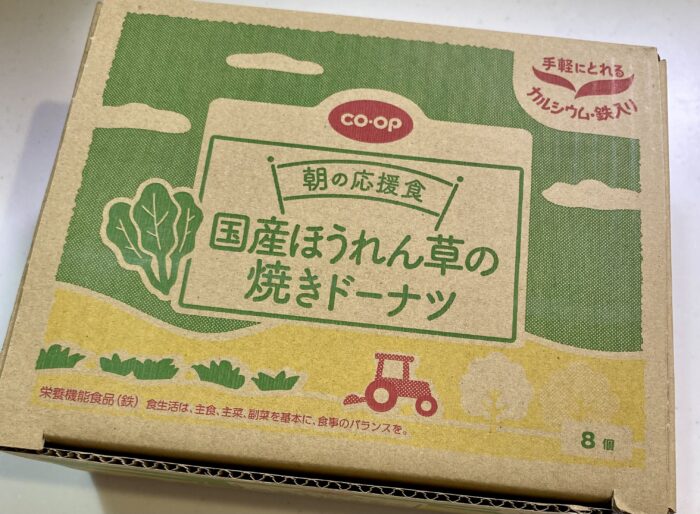 手軽にとれる
カルシウム・鉄入り
CO・OP
朝の応援食
国産ほうれん草の
焼きドーナツ
栄養機能食品(鉄) 食生活は、主食、主菜、副菜を基本に、食事のバランスを。
8個